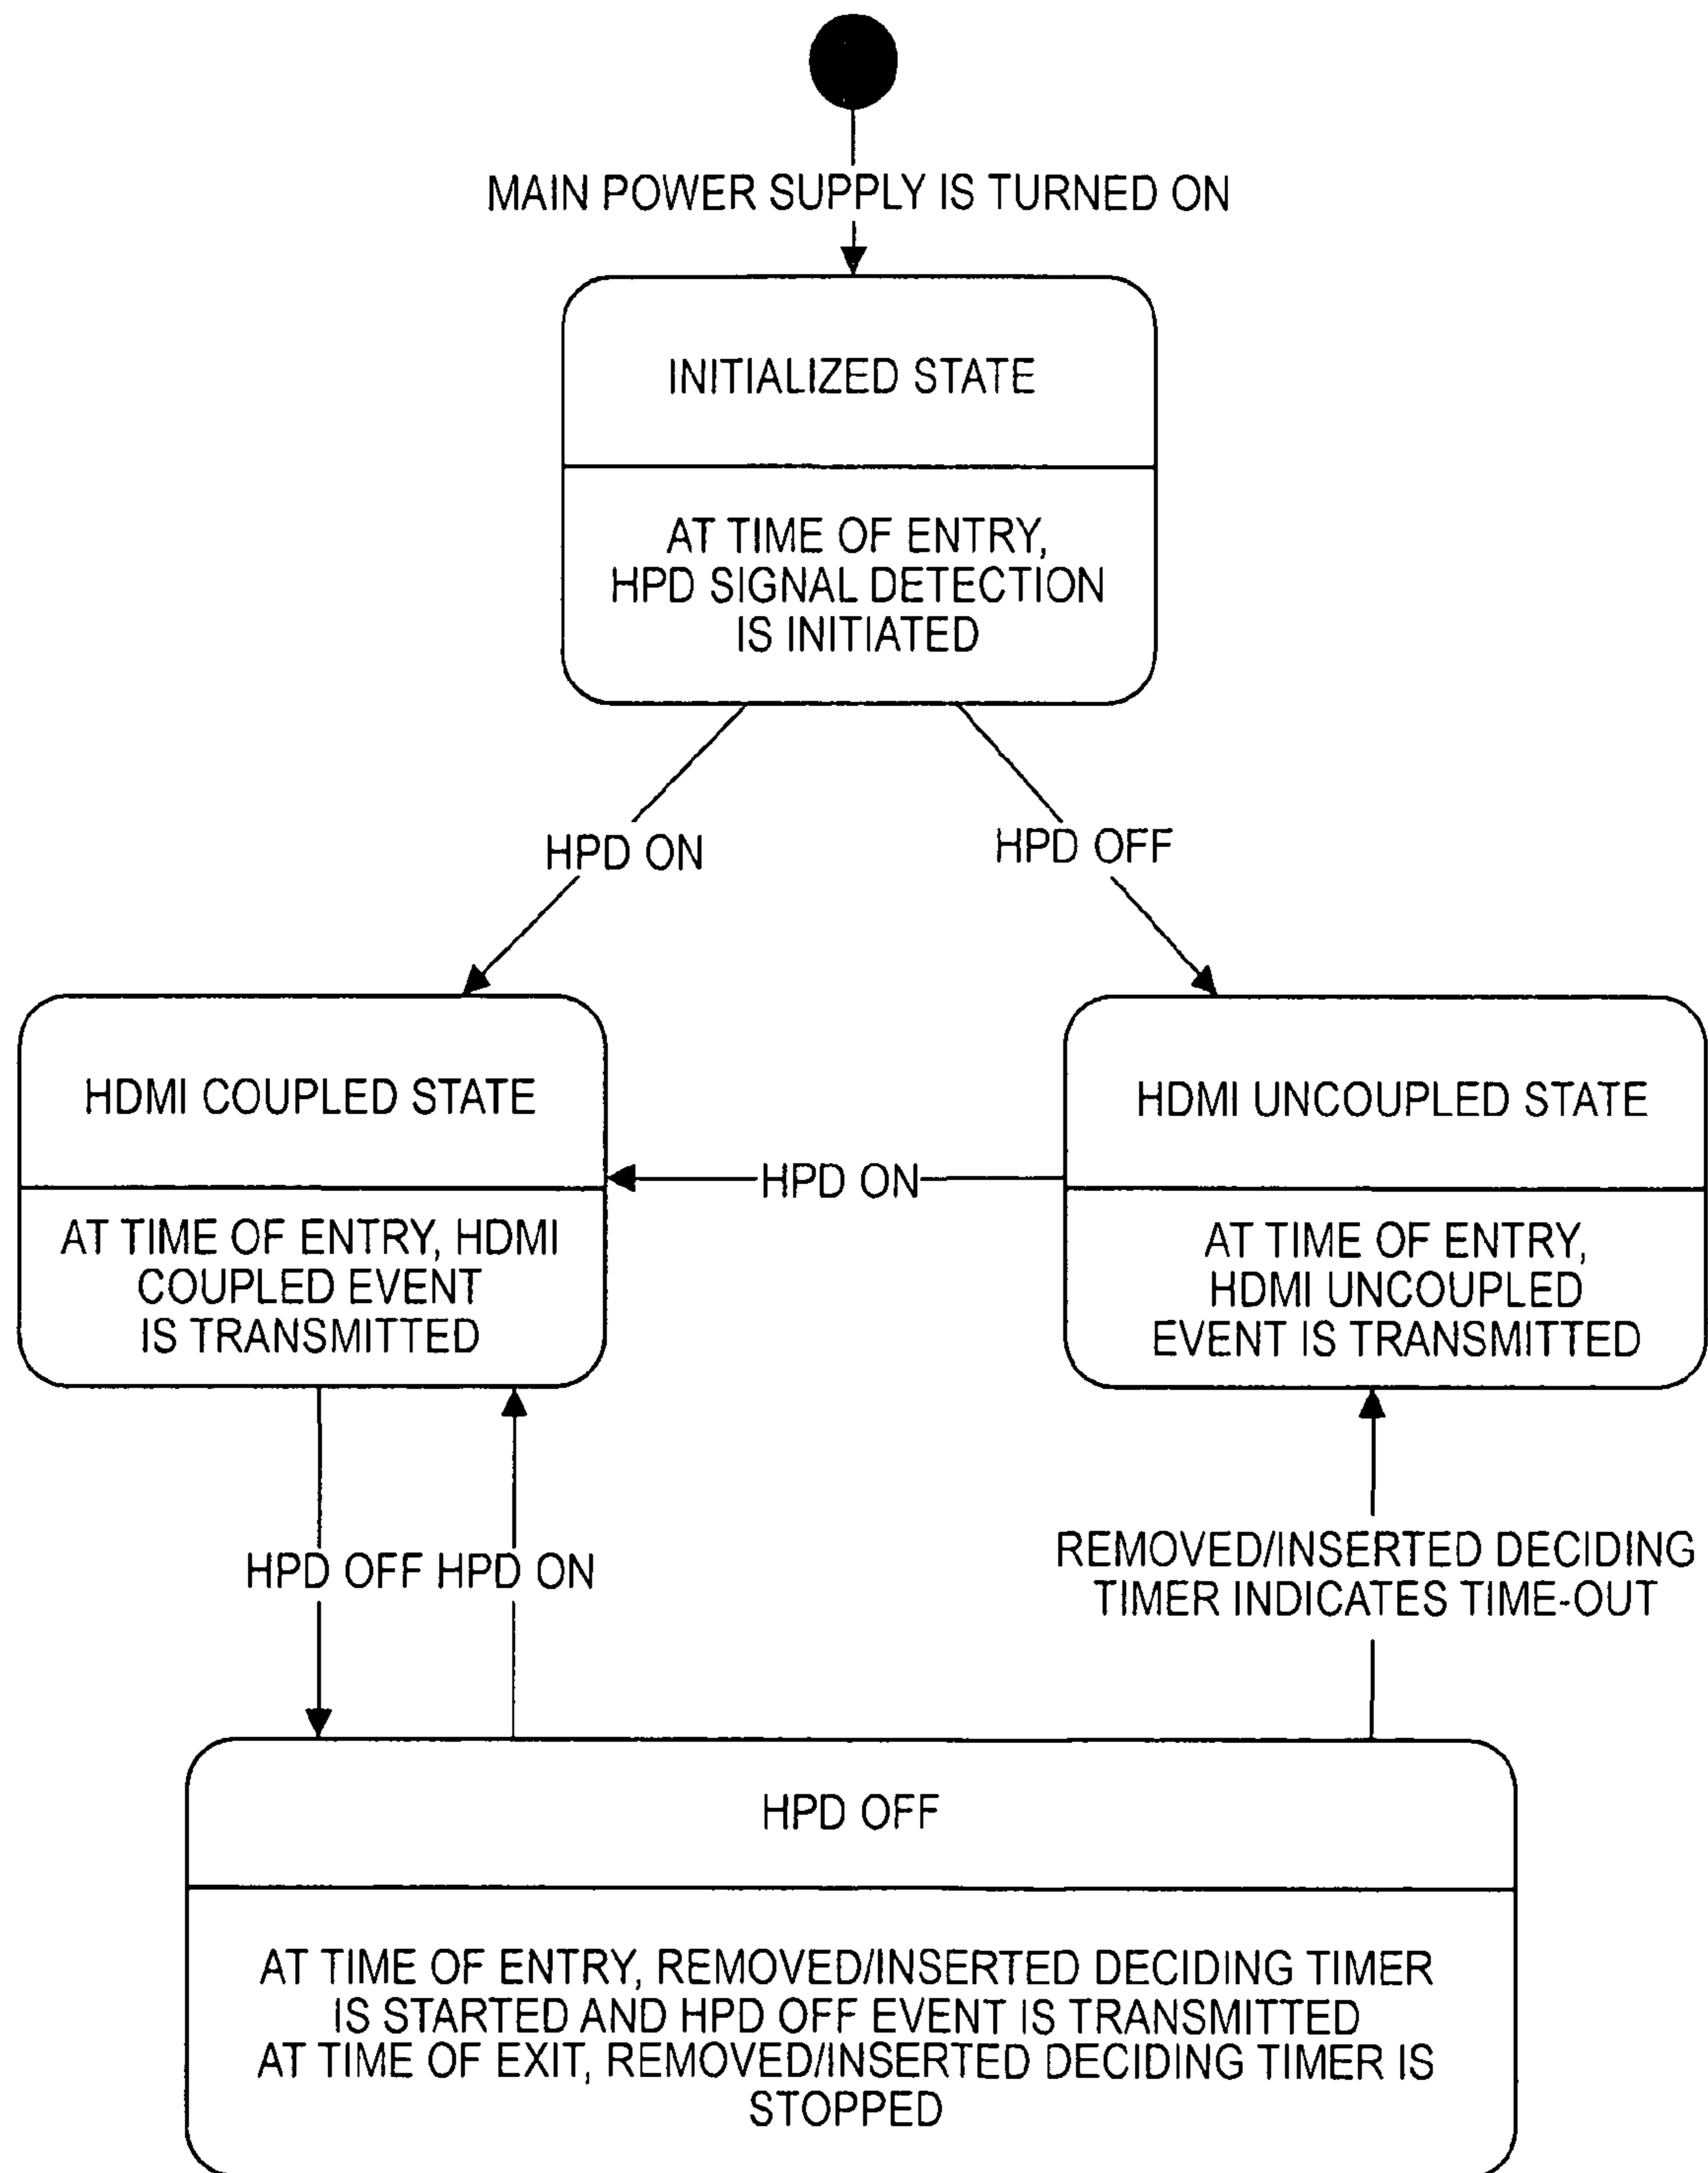 MAIN POWER SUPPLY IS TURNED ON
INITIALIZED STATE
AT TIME OF ENTRY,
HPD SIGNAL DETECTION
IS INITIATED
HPD ON
HPD OFF
HDMI COUPLED STATE
AT TIME OF ENTRY, HDMI
COUPLED EVENT
IS TRANSMITTED
HPD ON
HDMI UNCOUPLED STATE
AT TIME OF ENTRY,
HDMI UNCOUPLED
EVENT IS TRANSMITTED
HPD OFF
HPD ON
REMOVED/INSERTED DECIDING
TIMER INDICATES TIME-OUT
HPD OFF
AT TIME OF ENTRY, REMOVED/INSERTED DECIDING TIMER
IS STARTED AND HPD OFF EVENT IS TRANSMITTED
AT TIME OF EXIT, REMOVED/INSERTED DECIDING TIMER IS
STOPPED